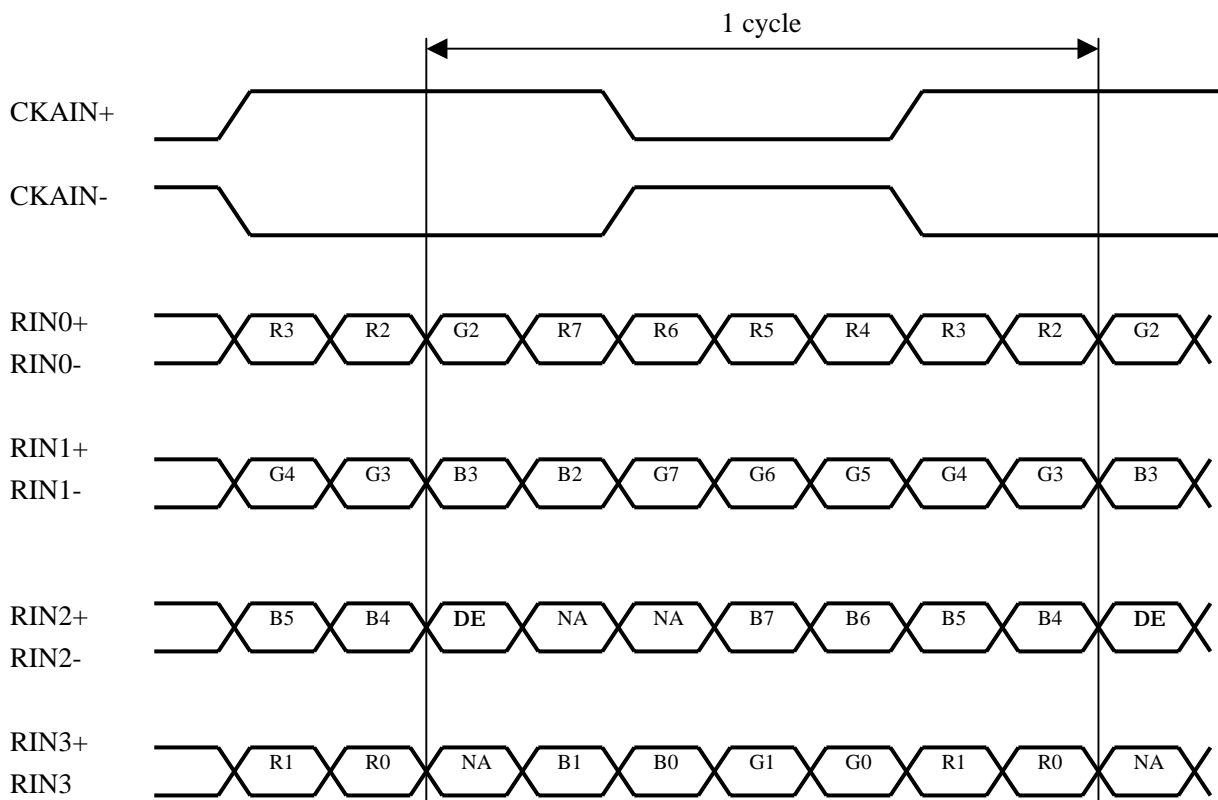 1 cycle
CKAIN+
CKAIN-
RIN0+
R3 R2 G2 R7 R6 R5 R4 R3 R2 G2
RIN0-
RIN1+
G4 G3 B3 B2 G7 G6 G5 G4 G3 B3
RIN1-
RIN2+
B5 B4 DE NA NA B7 B6 B5 B4 DE
RIN2-
RIN3+
R1 R0 NA B1 B0 G1 G0 R1 R0 NA
RIN3